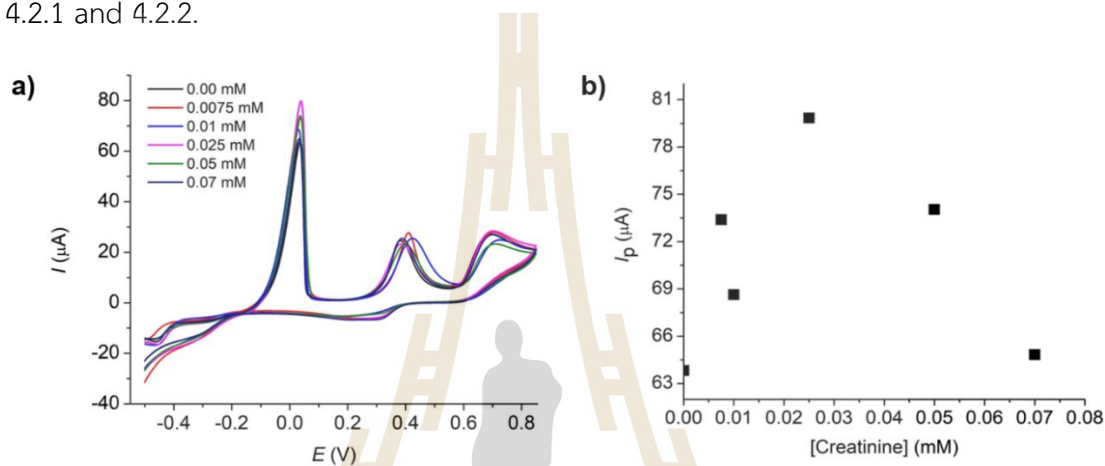 4.2.1 and 4.2.2.
a)
0.00 mM
0.0075 mM
0.01 mM
0.025 mM
0.05 mM
0.07 mM
80
60
40
20
0
-20
-40
I (μA)
-0.4 -0.2 0.0 0.2 0.4 0.6 0.8
E (V)
b)
81
78
75
72
69
66
63
Ip (μA)
0.00 0.01 0.02 0.03 0.04 0.05 0.06 0.07 0.08
[Creatinine] (mM)